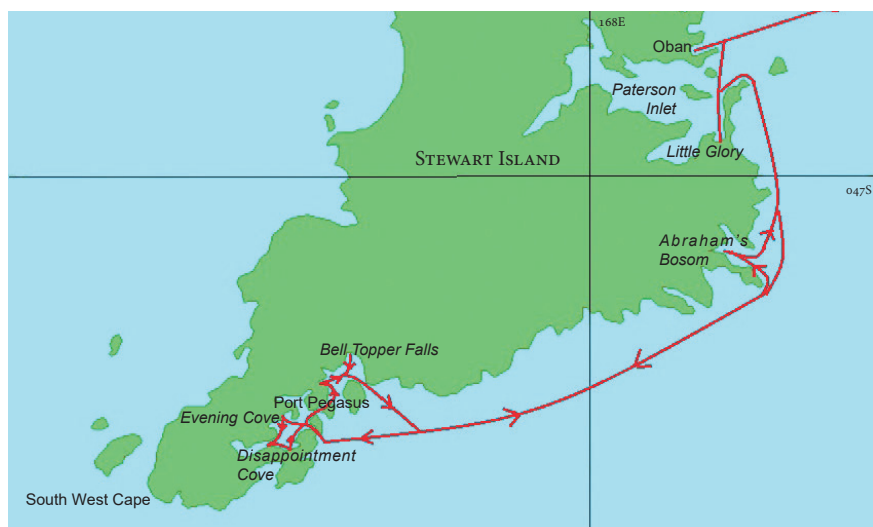 168E
Oban
Paterson
Inlet
Little Glory
STEWART ISLAND
047S
Abraham's
Bosom
Bell Topper Falls
Port Pegasus
Evening Cove
Disappointment
Cove
South West Cape